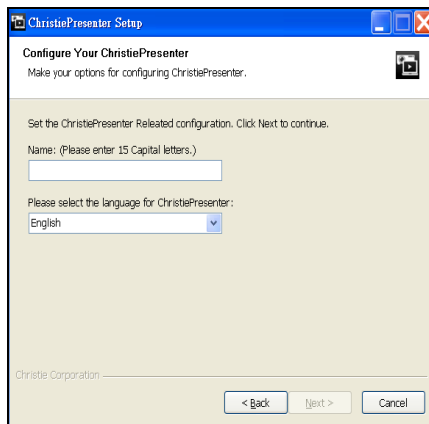 ChristiePresenter Setup
Configure Your ChristiePresenter
Make your options for configuring ChristiePresenter.
Set the ChristiePresenter Releated configuration. Click Next to continue.
Name: (Please enter 15 Capital letters.)
Please select the language for ChristiePresenter:
English
Christie Corporation
< Back Next > Cancel